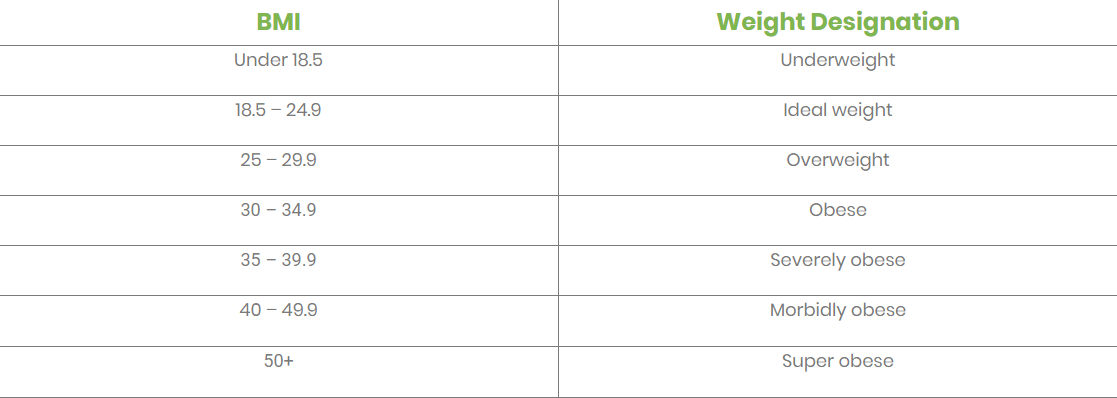 BMI Weight Designation
Under 18.5 Underweight
18.5 – 24.9 Ideal weight
25 – 29.9 Overweight
30 – 34.9 Obese
35 – 39.9 Severely obese
40 – 49.9 Morbidly obese
50+ Super obese